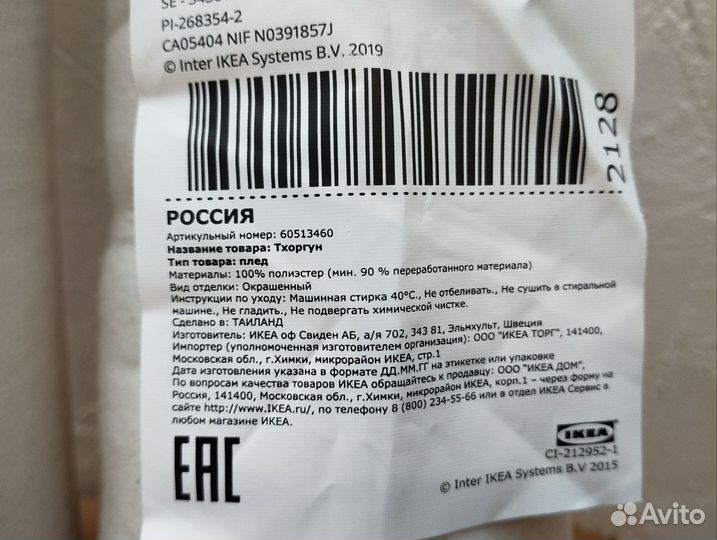 PI-268354-2
CA05404 NIF N0391857J
© Inter IKEA Systems B.V. 2019
2128
РОССИЯ
Артикульный номер: 60513460
Название товара: Тхоргун
Тип товара: плед
Материалы: 100% полиэстер (мин. 90 % переработанного материала)
Вид отделки: Окрашенный
Инструкции по уходу: Машинная стирка 40°C., Не отбеливать., Не сушить в стиральной
машине., Не гладить., Не подвергать химической чистке.
Сделано в: ТАИЛАНД
Изготовитель: ИКЕА оф Свиден АБ, а/я 702, 343 81, Эльмхульт, Швеция
Импортер (уполномоченная изготовителем организация): ООО "ИКЕА ТОРГ", 141400,
Московская обл., г.Химки, микрорайон ИКЕА, стр.1
Дата изготовления указана в формате ДД.ММ.ГГ на этикетке или упаковке
По вопросам качества товаров ИКЕА обращайтесь к продавцу: ООО "ИКЕА ДОМ",
Россия, 141400, Московская обл., г.Химки, микрорайон ИКЕА, корп.1 – через форму на
сайте http://www.IKEA.ru/, по телефону 8 (800) 234-55-66 или в отдел ИКЕА Сервис в
любом магазине ИКЕА.
IKEA
CI-212952-1
EAC
© Inter IKEA Systems B.V 2015
Avito